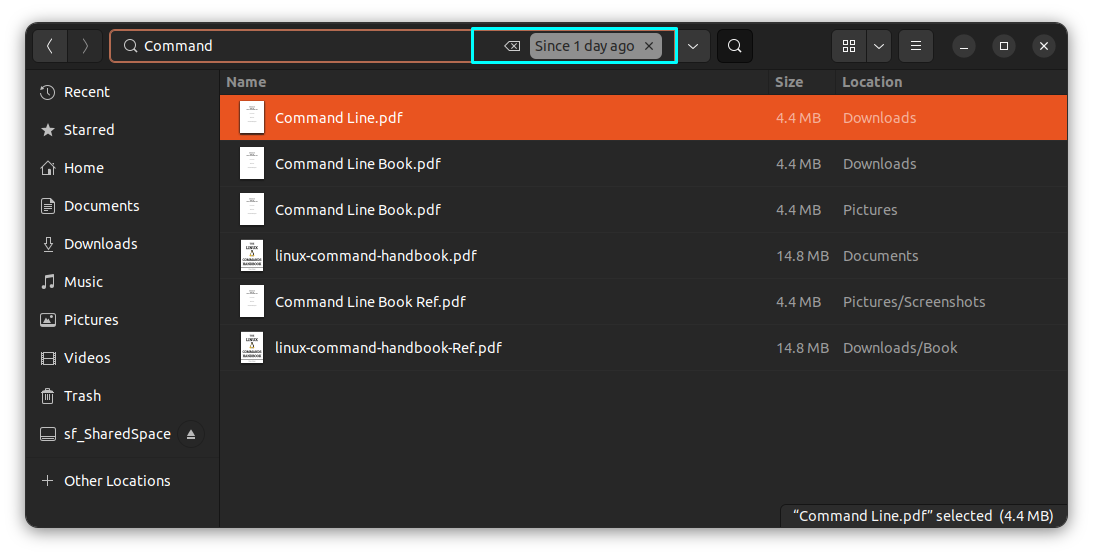 Command
Since 1 day ago
Recent
Starred
Home
Documents
Downloads
Music
Pictures
Videos
Trash
sf_SharedSpace
Other Locations
Name Size Location
Command Line.pdf 4.4 MB Downloads
Command Line Book.pdf 4.4 MB Downloads
Command Line Book.pdf 4.4 MB Pictures
linux-command-handbook.pdf 14.8 MB Documents
Command Line Book Ref.pdf 4.4 MB Pictures/Screenshots
linux-command-handbook-Ref.pdf 14.8 MB Downloads/Book
“Command Line.pdf” selected (4.4 MB)